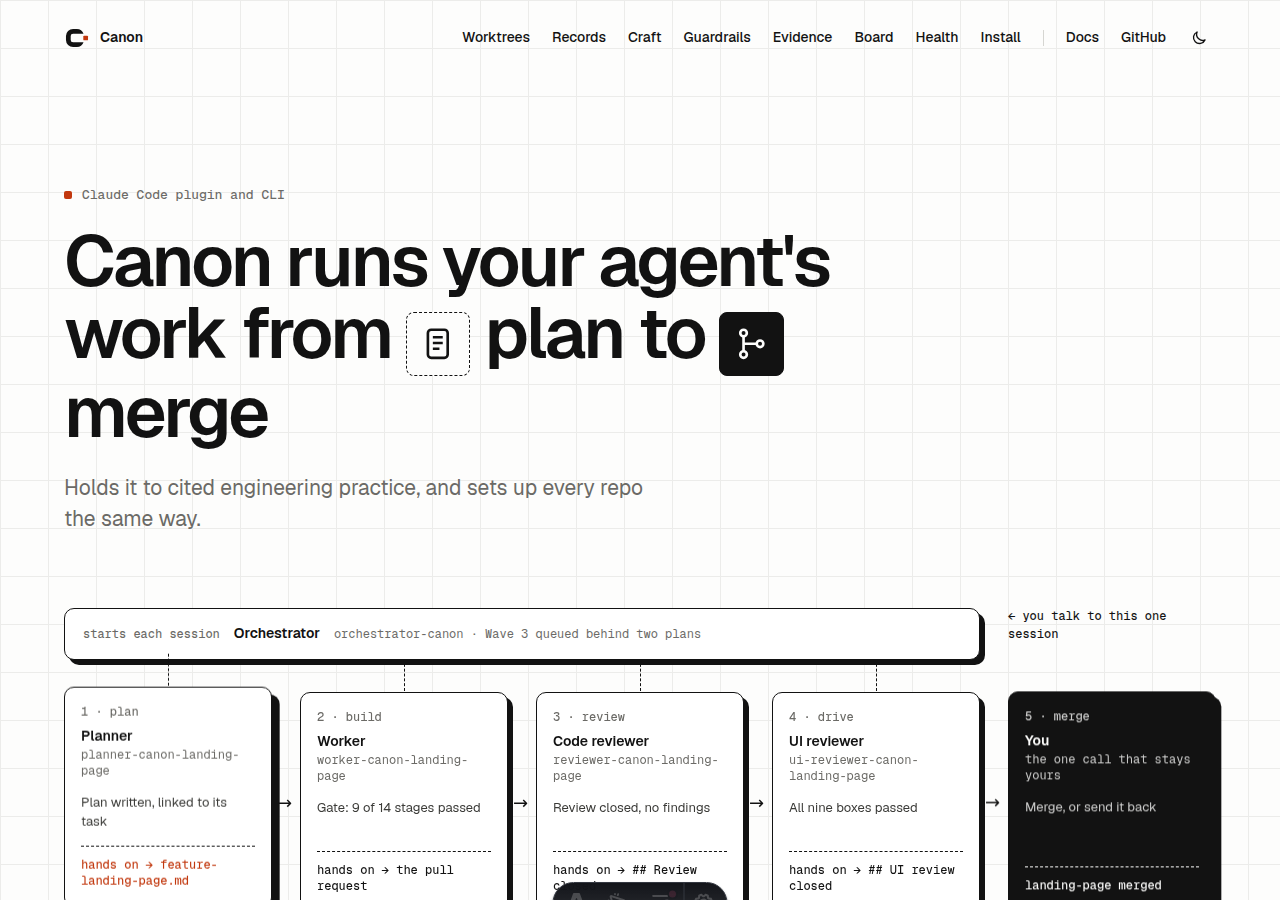 Canon
Worktrees Records Craft Guardrails Evidence Board Health Install Docs GitHub
Claude Code plugin and CLI
Canon runs your agent's
work from plan to
merge
Holds it to cited engineering practice, and sets up every repo
the same way.
starts each session Orchestrator orchestrator-canon · Wave 3 queued behind two plans
← you talk to this one
session
1 · plan
Planner
planner-canon-landing-
page
Plan written, linked to its
task
hands on → feature-
landing-page.md
→
2 · build
Worker
worker-canon-landing-
page
Gate: 9 of 14 stages passed
hands on → the pull
request
→
3 · review
Code reviewer
reviewer-canon-landing-
page
Review closed, no findings
hands on → ## Review
→
4 · drive
UI reviewer
ui-reviewer-canon-
landing-page
All nine boxes passed
hands on → ## UI review
closed
→
5 · merge
You
the one call that stays
yours
Merge, or send it back
landing-page merged